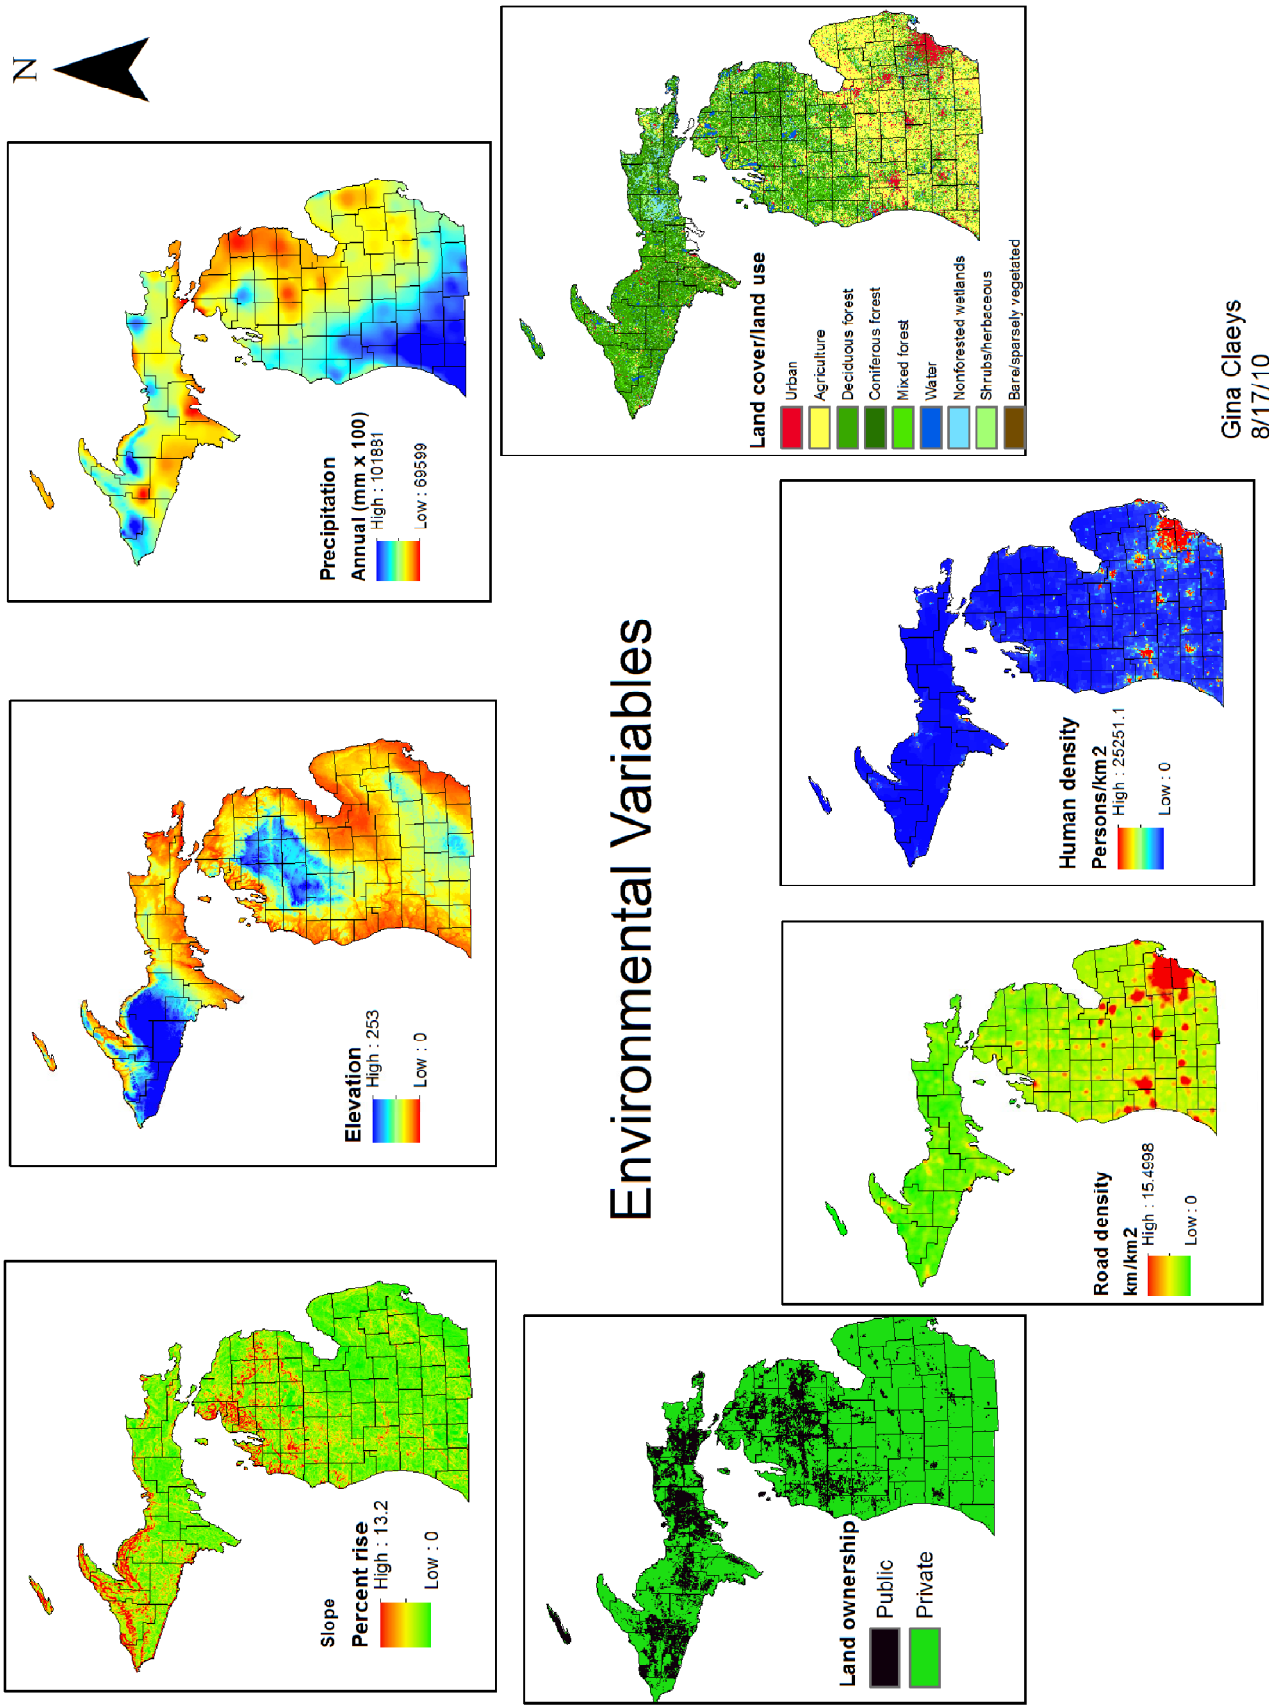 N
Slope
Percent rise
High : 13.2
Low : 0
Elevation
High : 253
Low : 0
Precipitation
Annual (mm x 100)
High : 101881
Low : 69599
Environmental Variables
Land ownership
Public
Private
Road density
km/km2
High : 15.4998
Low : 0
Human density
Persons/km2
High : 25251.1
Low : 0
Land cover/land use
Urban
Agriculture
Deciduous forest
Coniferous forest
Mixed forest
Water
Nonforested wetlands
Shrubs/herbaceous
Bare/sparsely vegetated
Gina Claeys
8/17/10